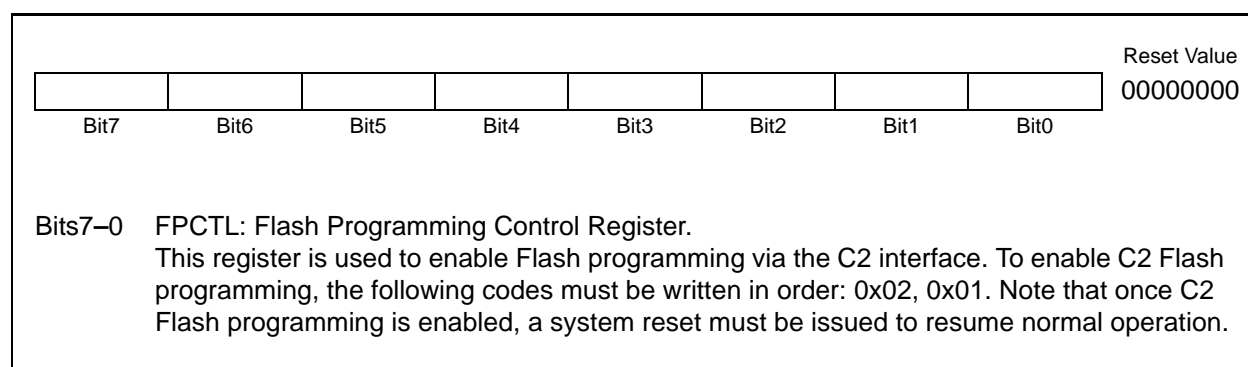 Reset Value
00000000
Bit7 Bit6 Bit5 Bit4 Bit3 Bit2 Bit1 Bit0
Bits7–0 FPCTL: Flash Programming Control Register.
This register is used to enable Flash programming via the C2 interface. To enable C2 Flash
programming, the following codes must be written in order: 0x02, 0x01. Note that once C2
Flash programming is enabled, a system reset must be issued to resume normal operation.